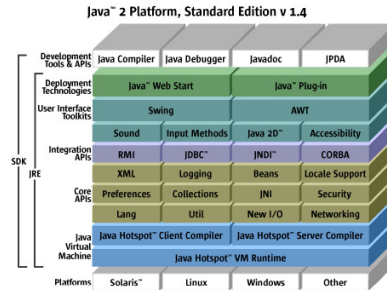 Java™ 2 Platform, Standard Edition v 1.4
Development Tools & APIs
Java Compiler Java Debugger Javadoc JPDA
Deployment Technologies
Java™ Web Start Java™ Plug-in
User Interface Toolkits
Swing AWT
Sound Input Methods Java 2D™ Accessibility
Integration APIs
RMI JDBC™ JNDI™ CORBA
XML Logging Beans Locale Support
Core APIs
Preferences Collections JNI Security
Lang Util New I/O Networking
Java Virtual Machine
Java Hotspot™ Client Compiler Java Hotspot™ Server Compiler
Java Hotspot™ VM Runtime
Platforms
Solaris™ Linux Windows Other
SDK
JRE